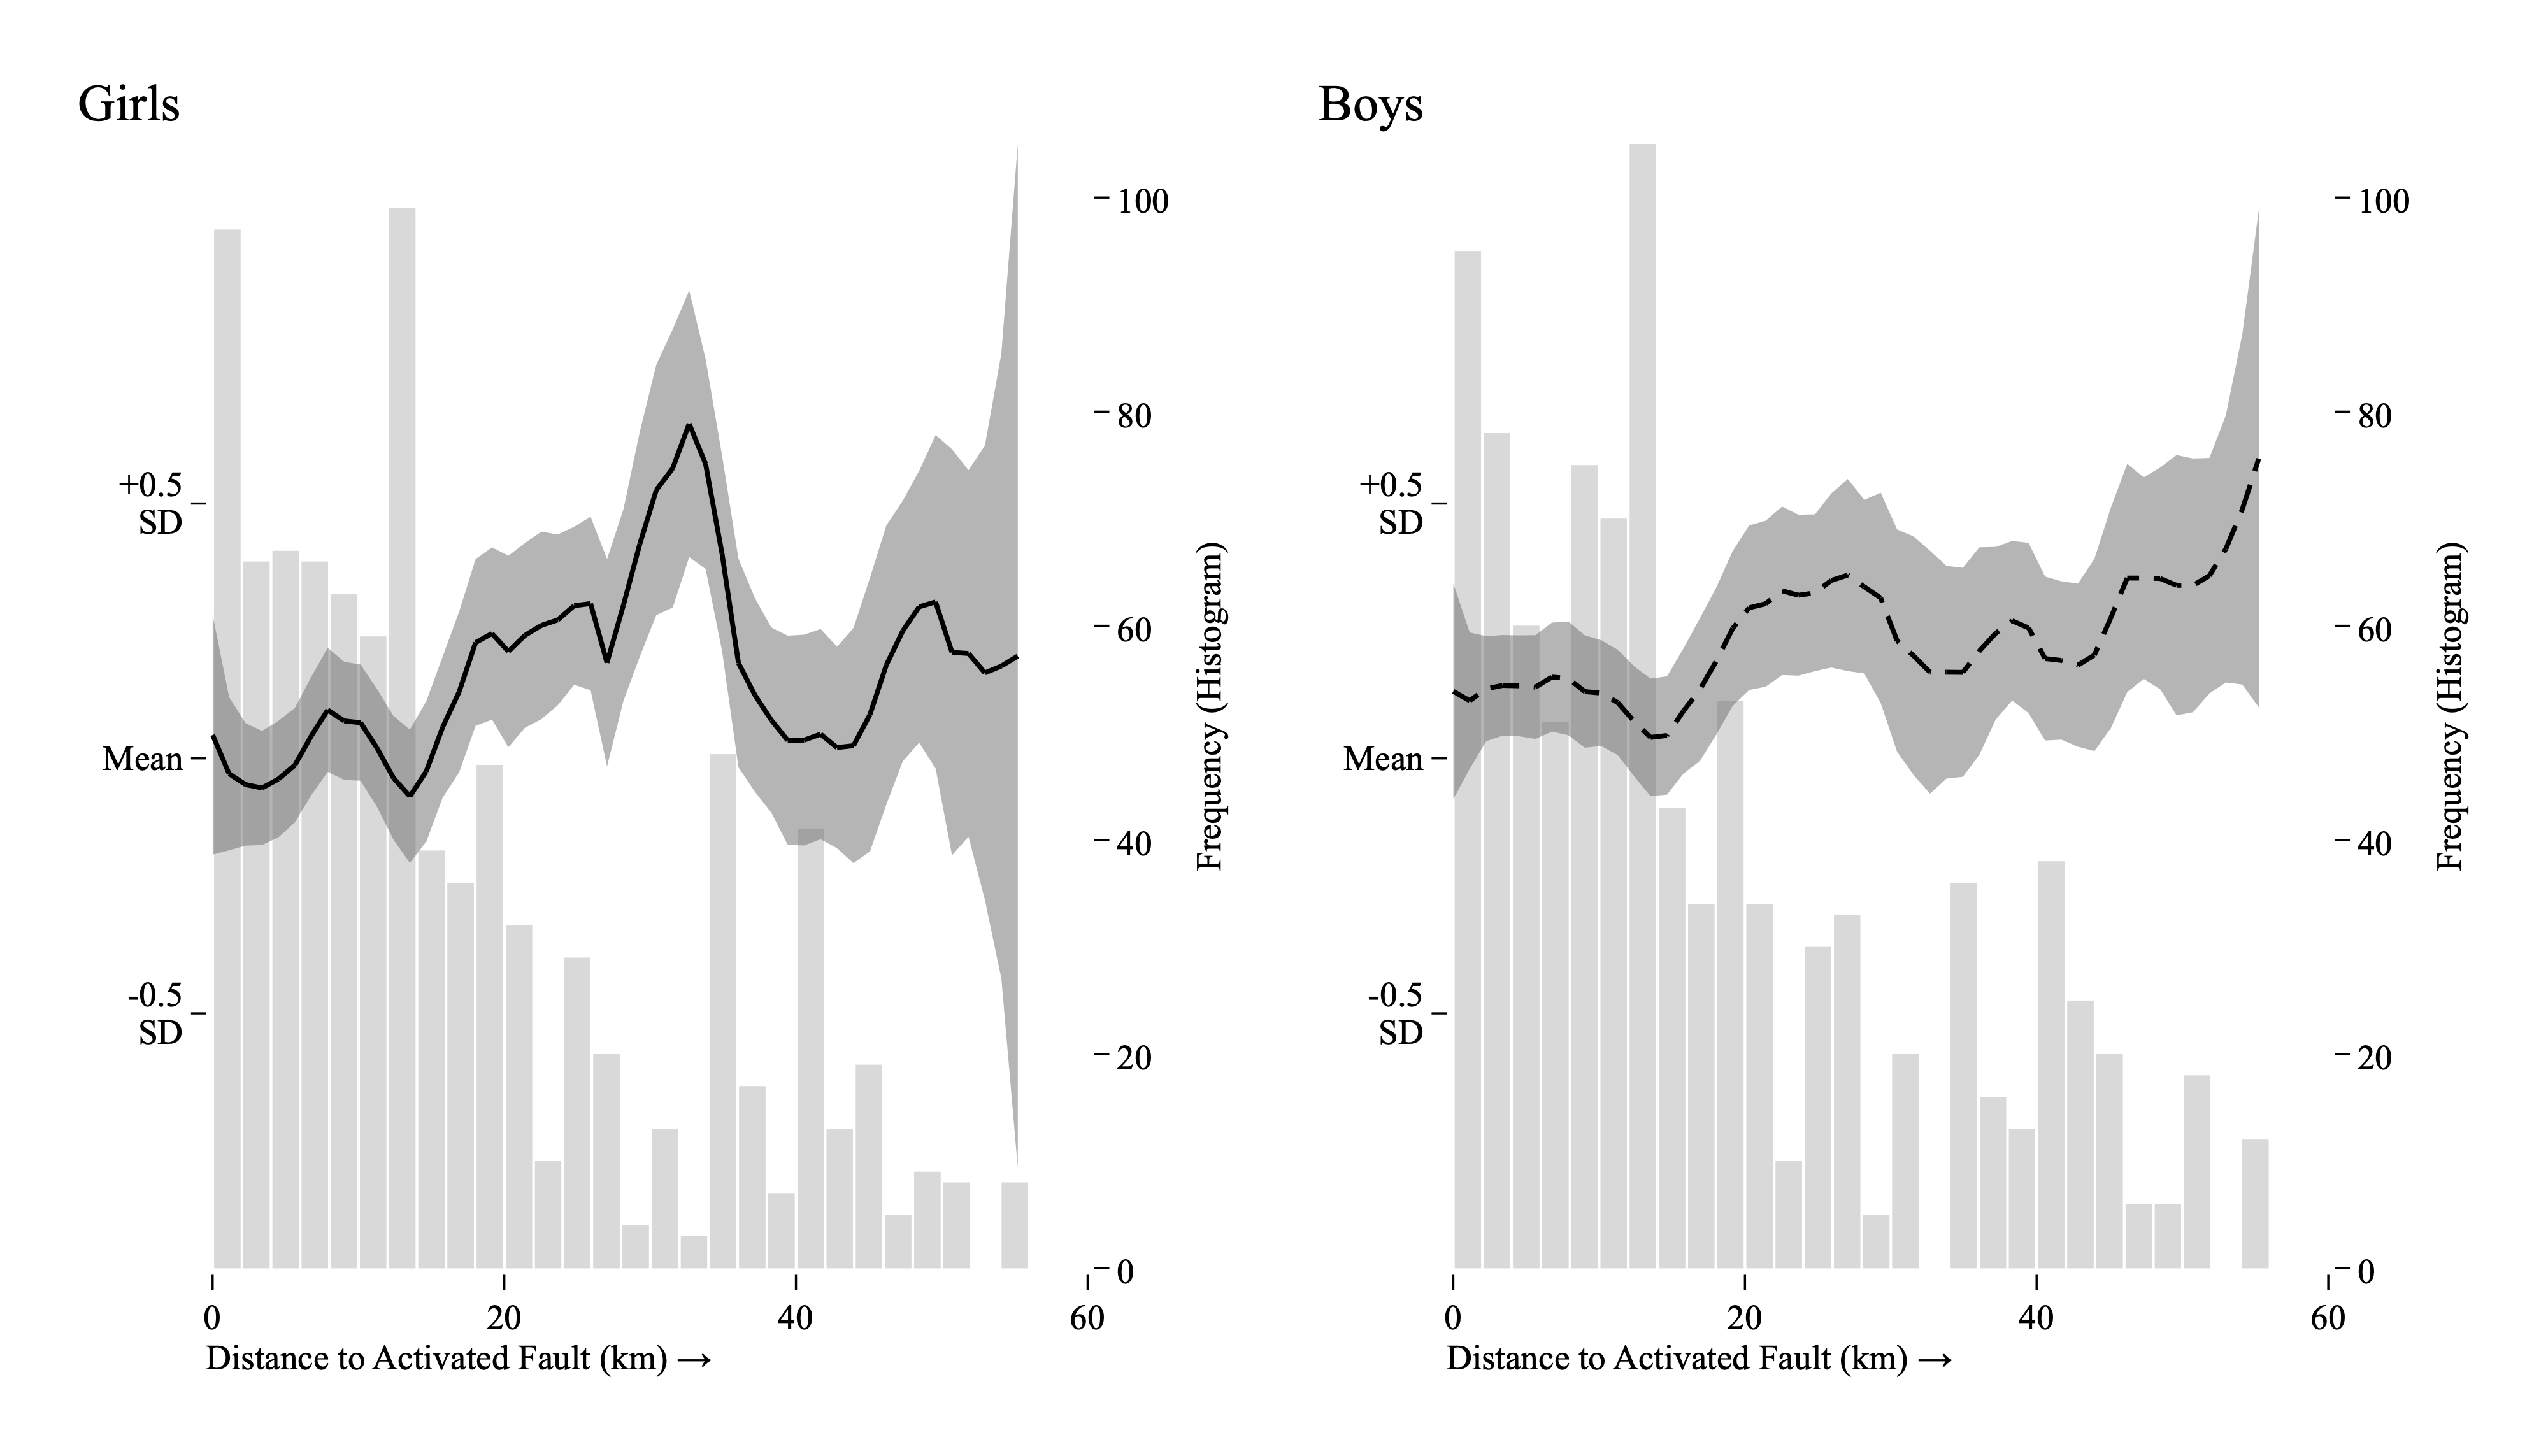 Girls
100
80
+0.5
SD
60
Mean
40
-0.5
SD
20
0
Frequency (Histogram)
0
20
40
60
Distance to Activated Fault (km) →
Boys
100
80
+0.5
SD
60
Mean
40
-0.5
SD
20
0
Frequency (Histogram)
0
20
40
60
Distance to Activated Fault (km) →